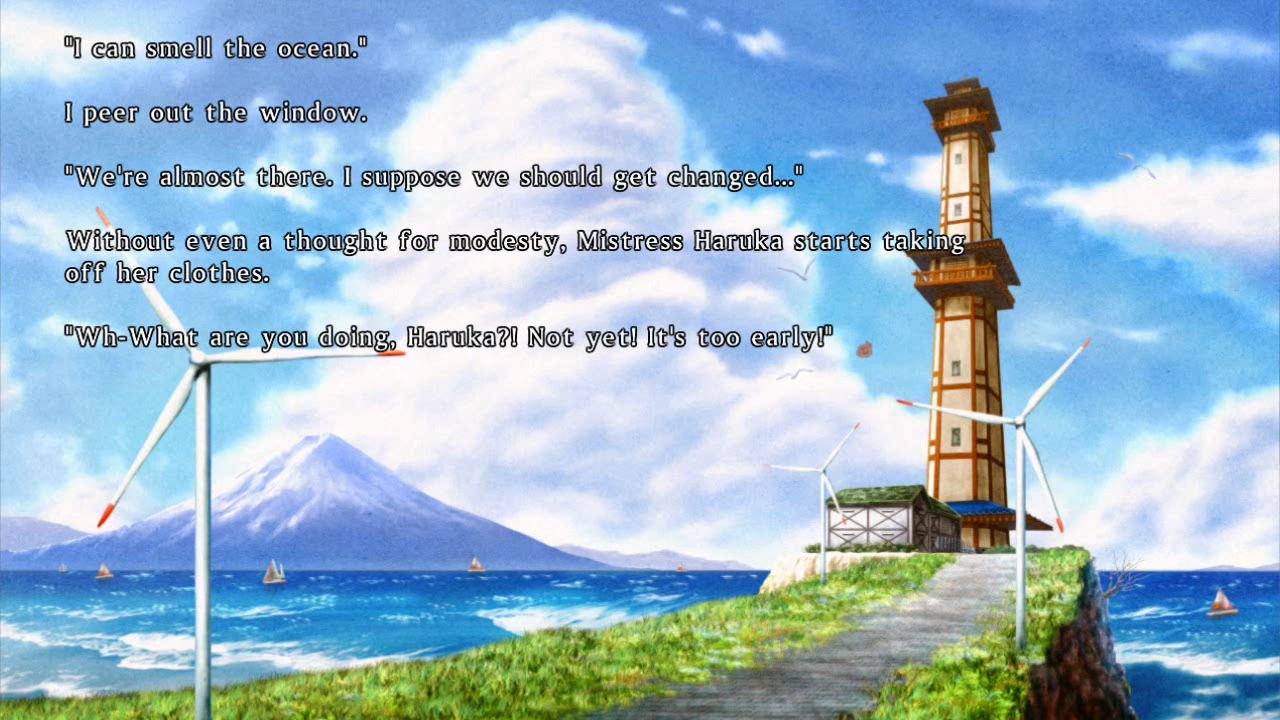 "I can smell the ocean."
I peer out the window.
"We're almost there. I suppose we should get changed..."
Without even a thought for modesty, Mistress Haruka starts taking
off her clothes.
"Wh-What are you doing, Haruka?! Not yet! It's too early!"